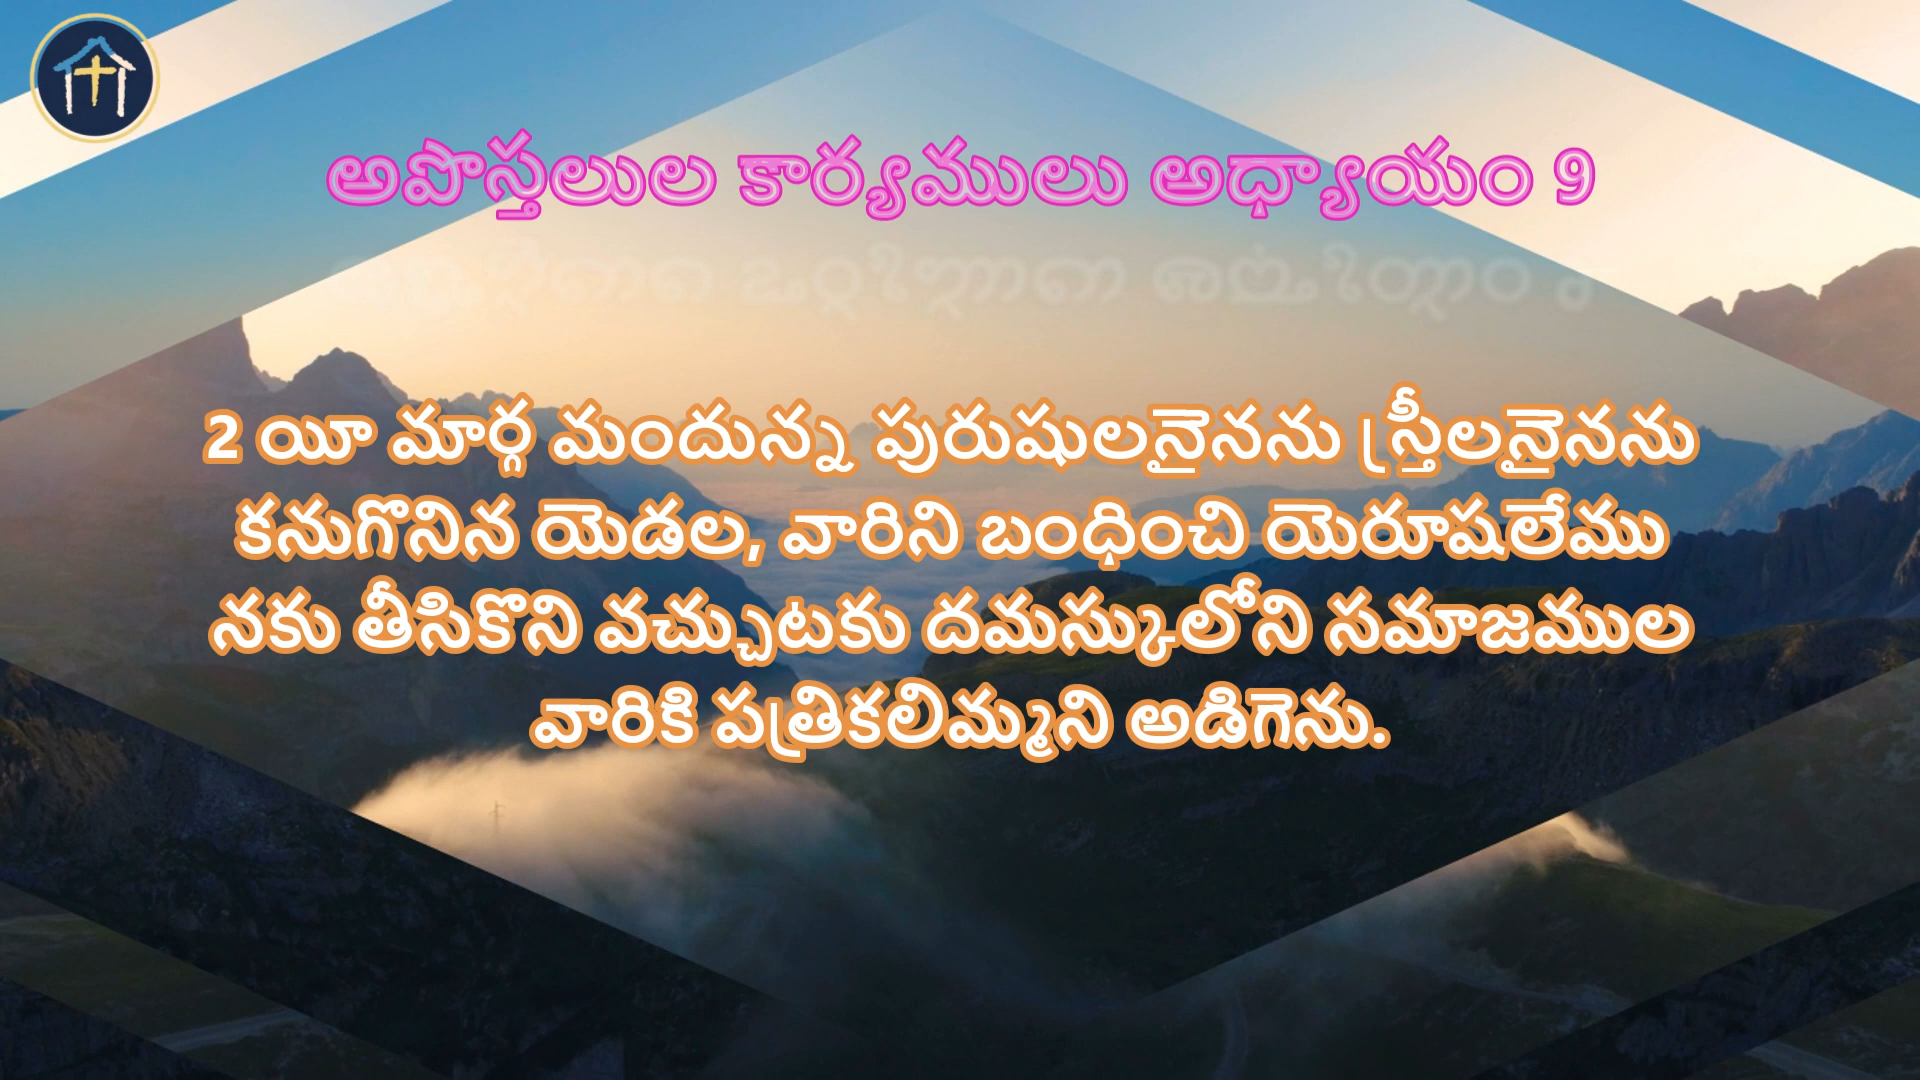 అపొస్తలుల కార్యములు అధ్యాయం 9
2 యీ మార్గ మందున్న పురుషులనైనను స్త్రీలనైనను
కనుగొనిన యెడల, వారిని బంధించి యెరూషలేము
నకు తీసికొని వచ్చుటకు దమస్కులోని సమాజముల
వారికి పత్రికలిమ్మని అడిగెను.